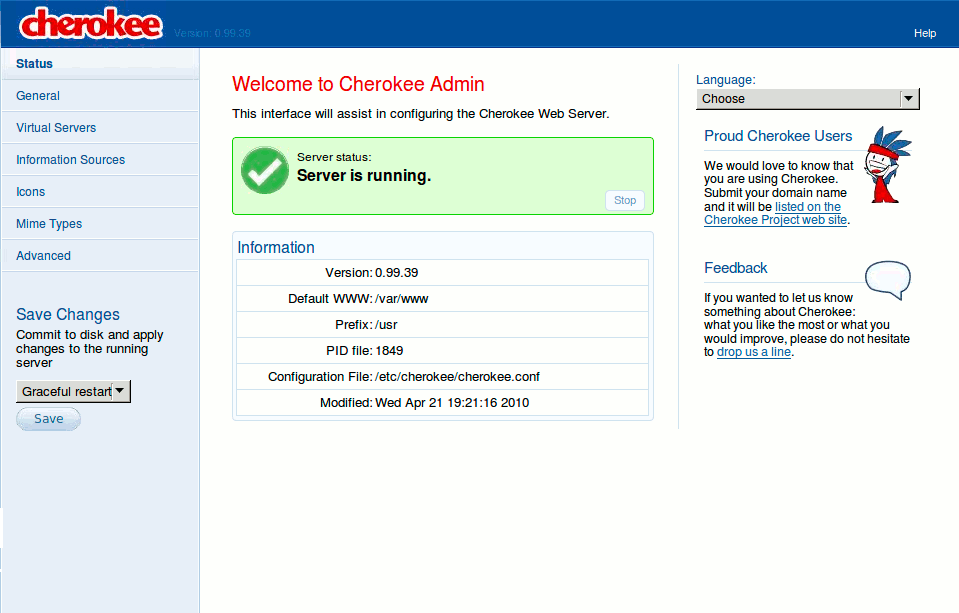 cherokee
Version: 0.99.39
Help
Status
General
Virtual Servers
Information Sources
Icons
Mime Types
Advanced
Save Changes
Commit to disk and apply
changes to the running
server
Graceful restart
Save
Welcome to Cherokee Admin
This interface will assist in configuring the Cherokee Web Server.
Server status:
Server is running.
Stop
Information
Version: 0.99.39
Default WWW: /var/www
Prefix: /usr
PID file: 1849
Configuration File: /etc/cherokee/cherokee.conf
Modified: Wed Apr 21 19:21:16 2010
Language:
Choose
Proud Cherokee Users
We would love to know that
you are using Cherokee.
Submit your domain name
and it will be listed on the
Cherokee Project web site.
Feedback
If you wanted to let us know
something about Cherokee:
what you like the most or what you
would improve, please do not hesitate
to drop us a line.